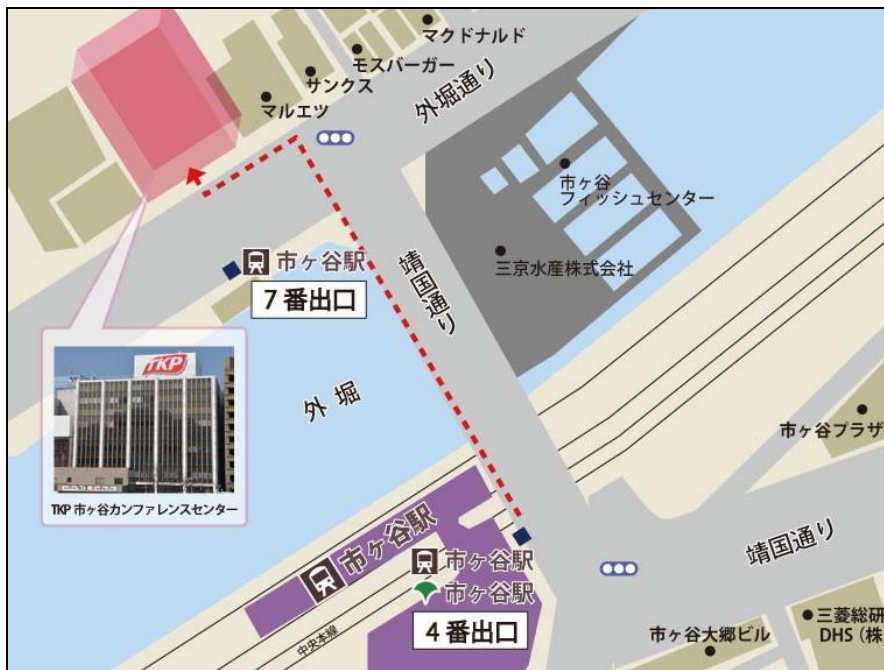 マクドナルド
モスバーガー
サンクス
マルエツ
外堀通り
市ヶ谷
フィッシュセンター
三京水産株式会社
市ヶ谷駅
7番出口
靖国通り
外堀
TKP
TKP 市ヶ谷カンファレンスセンター
市ヶ谷プラザ
市ヶ谷駅
市ヶ谷駅
市ヶ谷駅
4番出口
中央本線
靖国通り
市ヶ谷大郷ビル
三菱総研
DHS（株